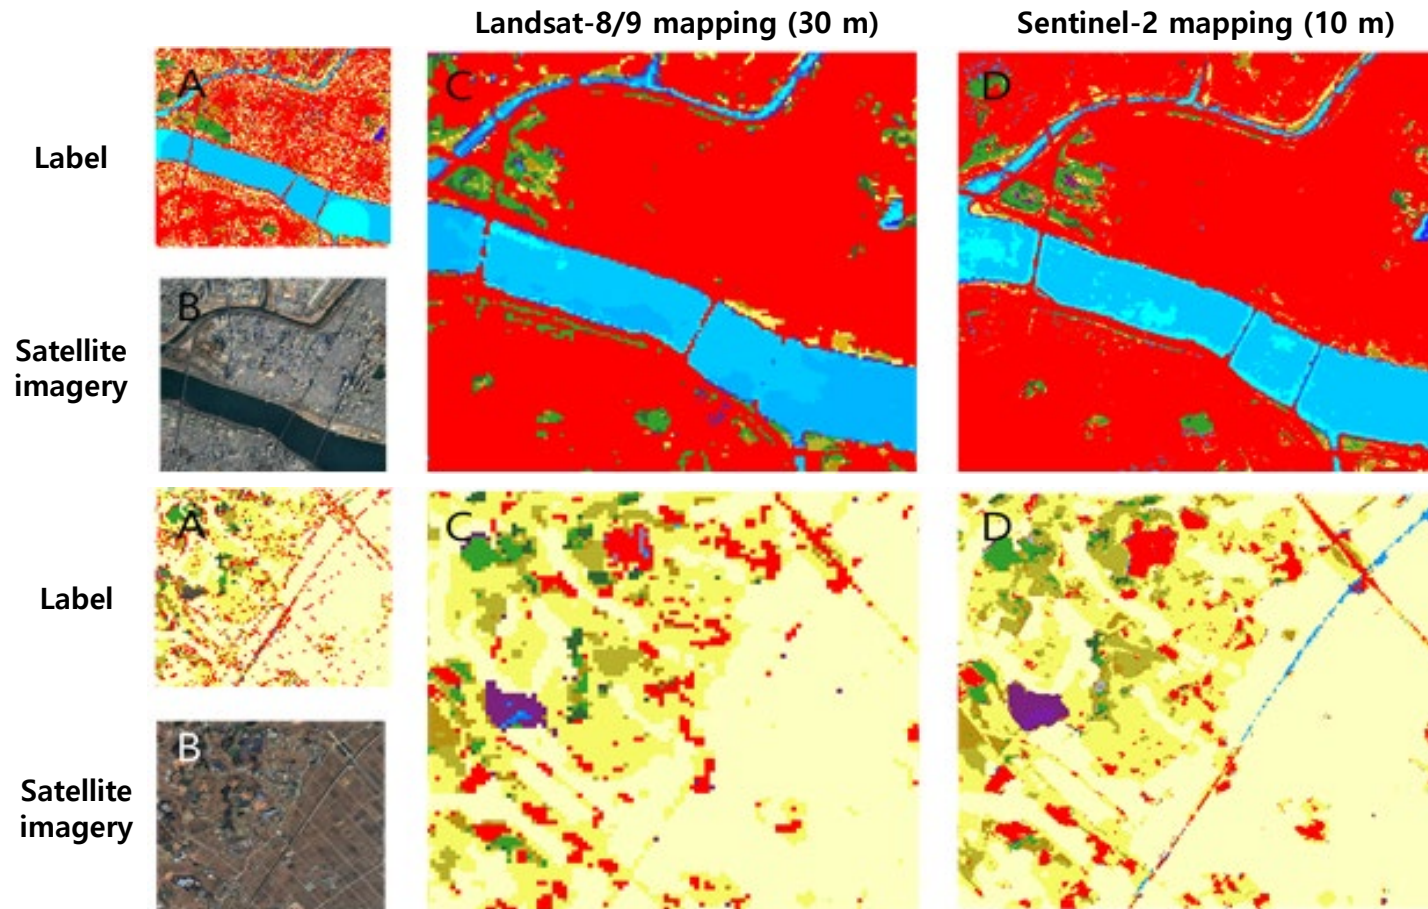 Landsat-8/9 mapping (30 m)
Sentinel-2 mapping (10 m)
A
C
D
Label
B
Satellite
imagery
A
C
D
Label
B
Satellite
imagery